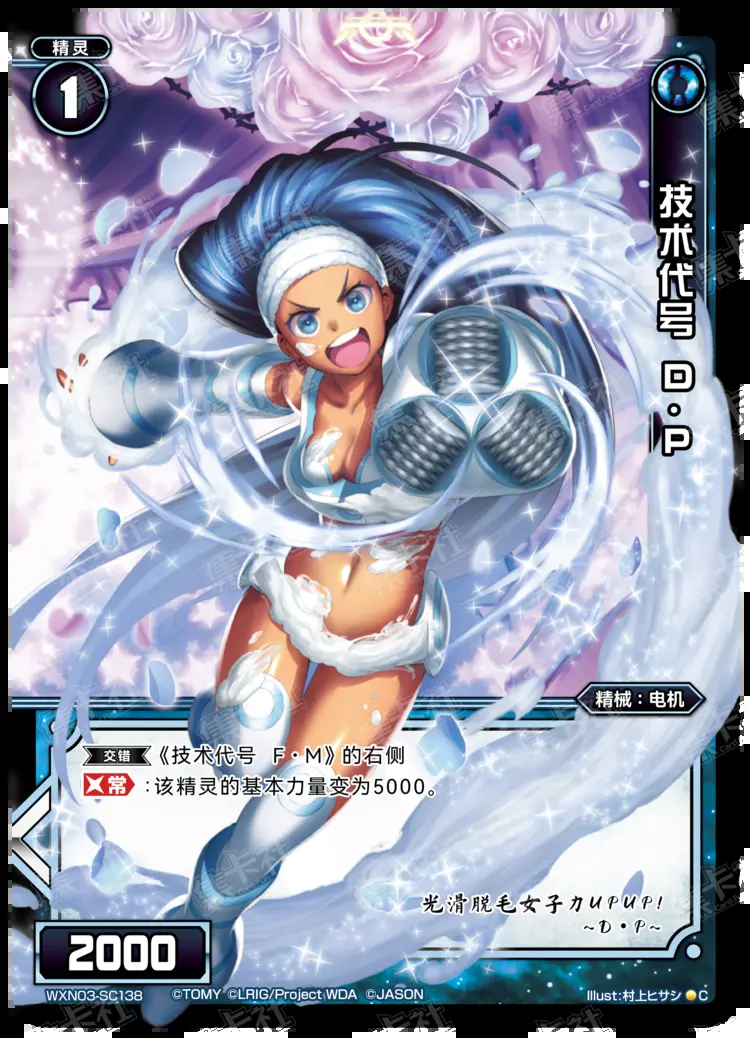 精灵
1
技术代号 D·P
精械：电机
交错 《技术代号 F·M》的右侧
常：该精灵的基本力量变为5000。
光滑脱毛女子力UPUP!
~D·P~
2000
WXN03-SC138 ©TOMY ©LRIG/Project WDA ©JASON
Illust:村上ヒサシ C
集卡社